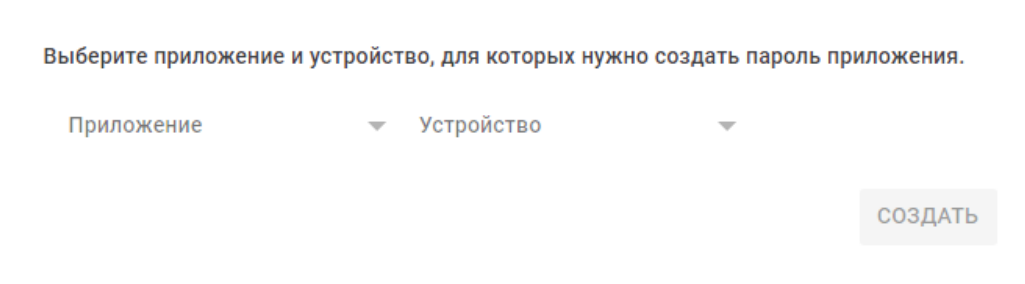 Выберите приложение и устройство, для которых нужно создать пароль приложения.
Приложение Устройство
СОЗДАТЬ